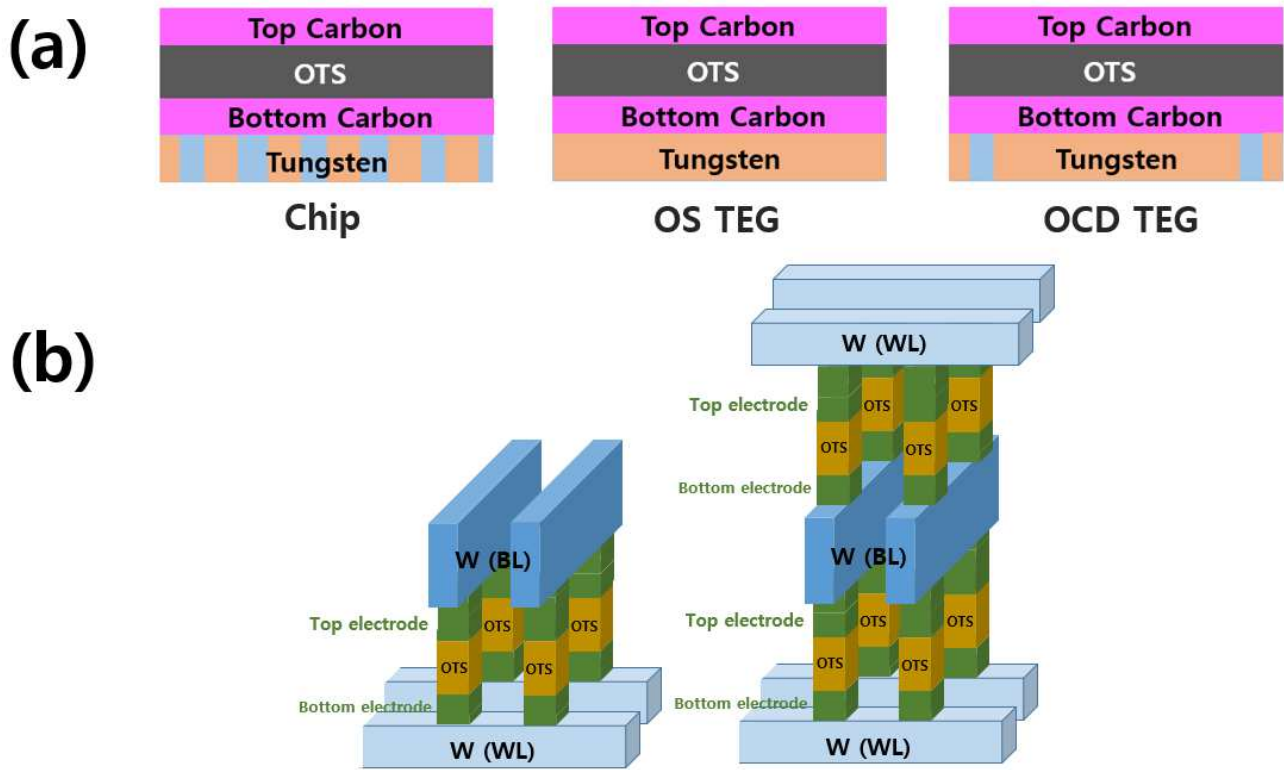 (a)
Top Carbon
OTS
Bottom Carbon
Tungsten
Chip
Top Carbon
OTS
Bottom Carbon
Tungsten
OS TEG
Top Carbon
OTS
Bottom Carbon
Tungsten
OCD TEG
(b)
W (BL)
Top electrode
OTS
OTS
OTS
OTS
Bottom electrode
W (WL)
W (WL)
Top electrode
OTS
OTS
OTS
OTS
Bottom electrode
W (BL)
Top electrode
OTS
OTS
OTS
OTS
Bottom electrode
W (WL)